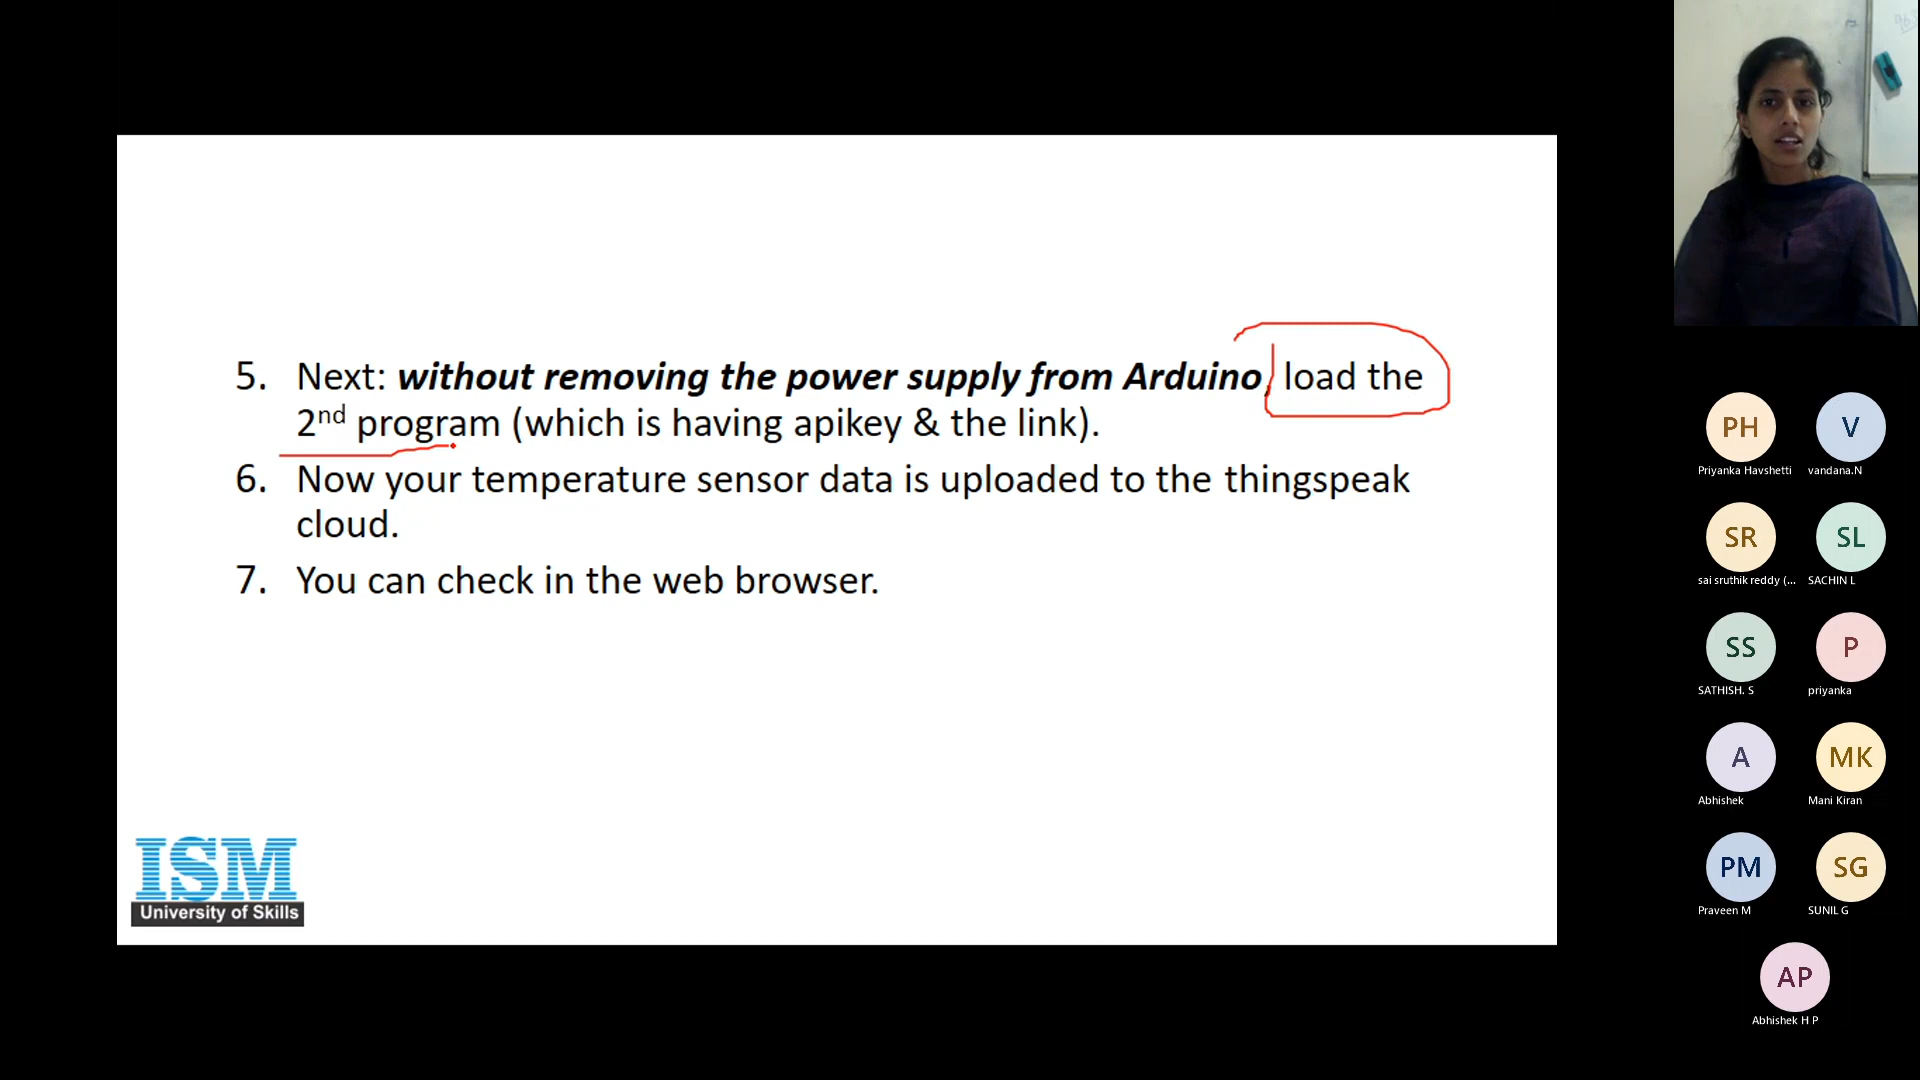 5. Next: without removing the power supply from Arduino, load the
2nd program (which is having apikey & the link).
6. Now your temperature sensor data is uploaded to the thingspeak
cloud.
7. You can check in the web browser.
ISM
University of Skills
PH
Priyanka Havshetti
V
vandana.N
SR
sai sruthik reddy (...
SL
SACHIN L
SS
SATHISH. S
P
priyanka
A
Abhishek
MK
Mani Kiran
PM
Praveen M
SG
SUNIL G
AP
Abhishek H P